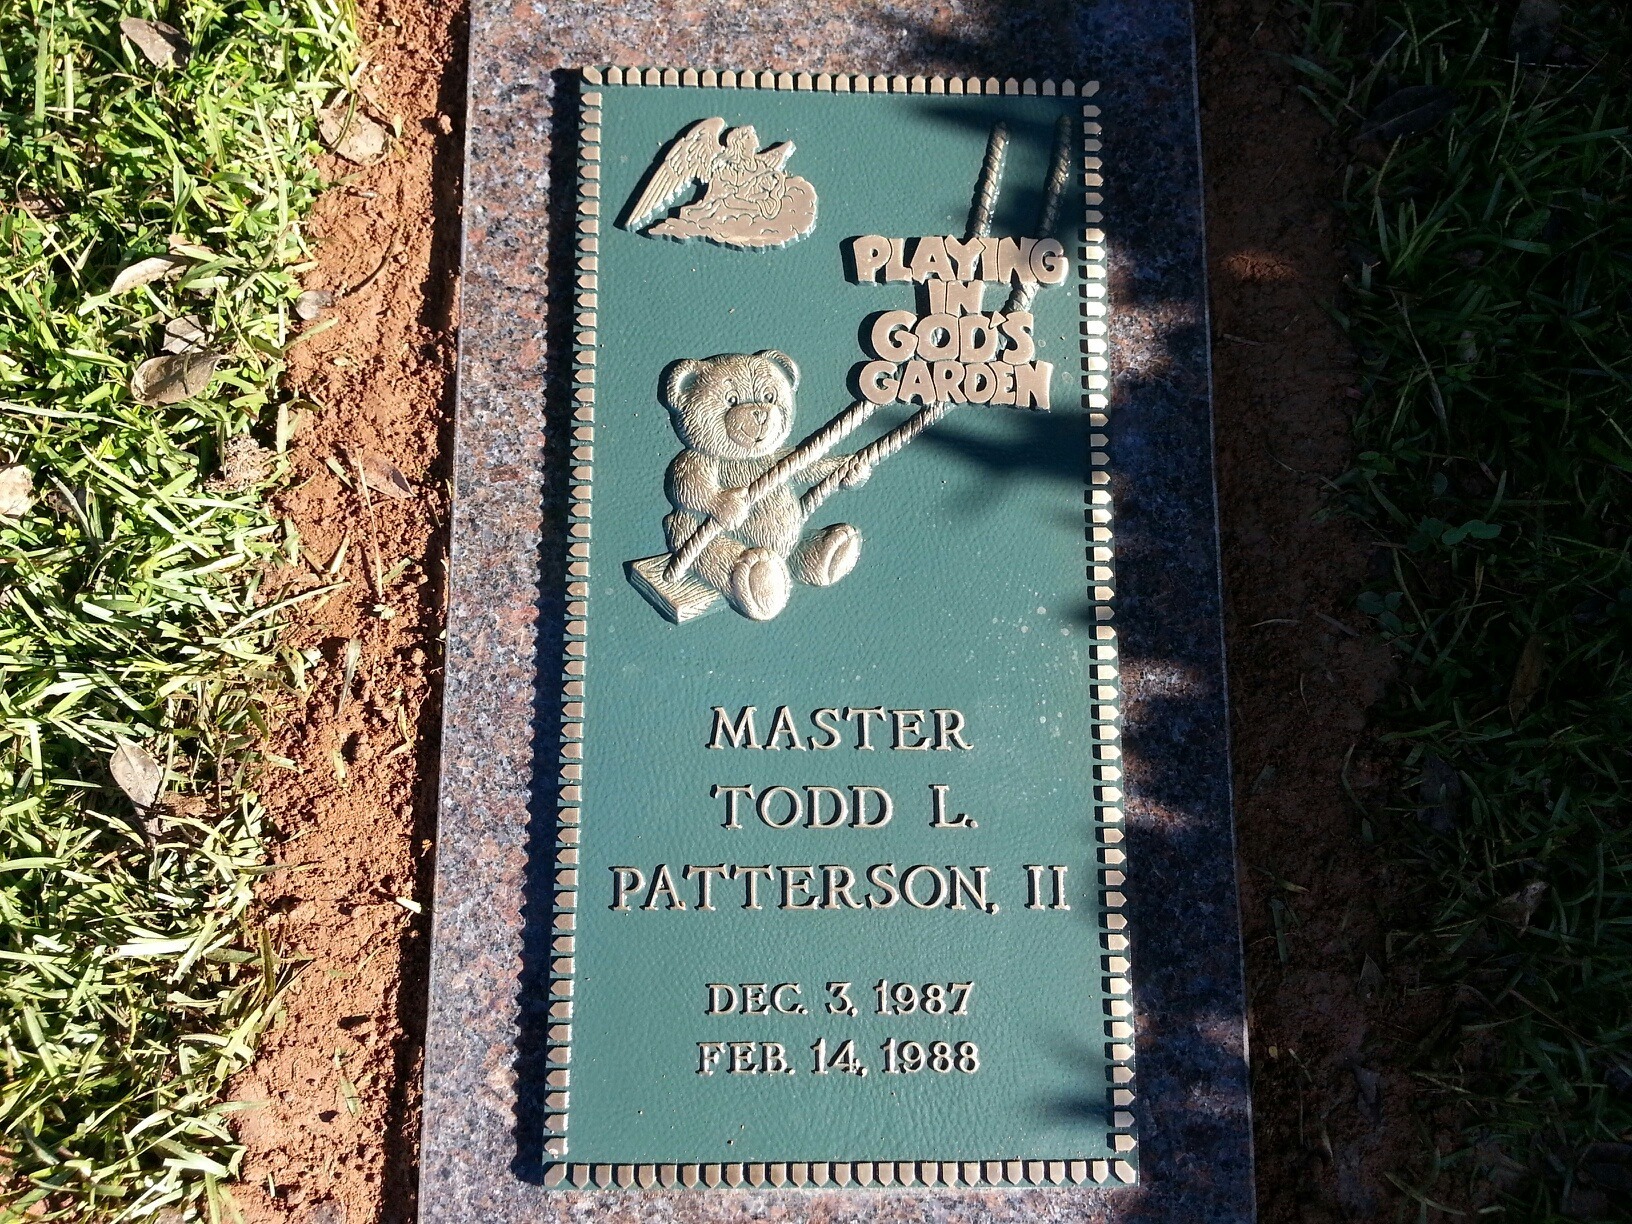 PLAYING
IN
GOD'S
GARDEN
MASTER
TODD L.
PATTERSON, II
DEC. 3, 1987
FEB. 14, 1988